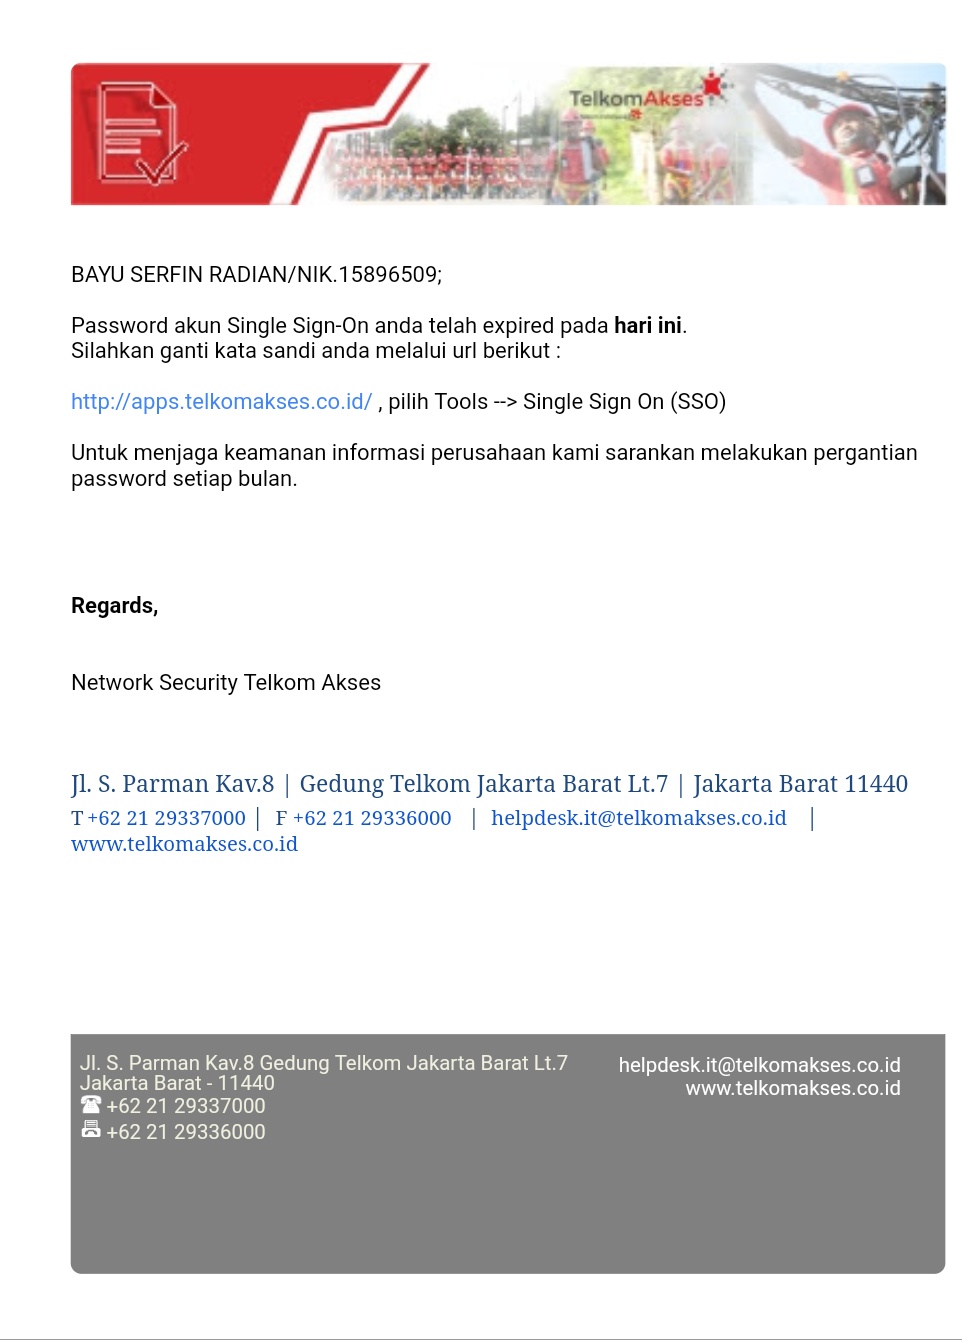 TelkomAkses
BAYU SERFIN RADIAN/NIK.15896509;
Password akun Single Sign-On anda telah expired pada hari ini.
Silahkan ganti kata sandi anda melalui url berikut :
http://apps.telkomakses.co.id/ , pilih Tools --> Single Sign On (SSO)
Untuk menjaga keamanan informasi perusahaan kami sarankan melakukan pergantian
password setiap bulan.
Regards,
Network Security Telkom Akses
Jl. S. Parman Kav.8 | Gedung Telkom Jakarta Barat Lt.7 | Jakarta Barat 11440
T +62 21 29337000 | F +62 21 29336000 | helpdesk.it@telkomakses.co.id |
www.telkomakses.co.id
Jl. S. Parman Kav.8 Gedung Telkom Jakarta Barat Lt.7
Jakarta Barat - 11440
☎ +62 21 29337000
+62 21 29336000
helpdesk.it@telkomakses.co.id
www.telkomakses.co.id